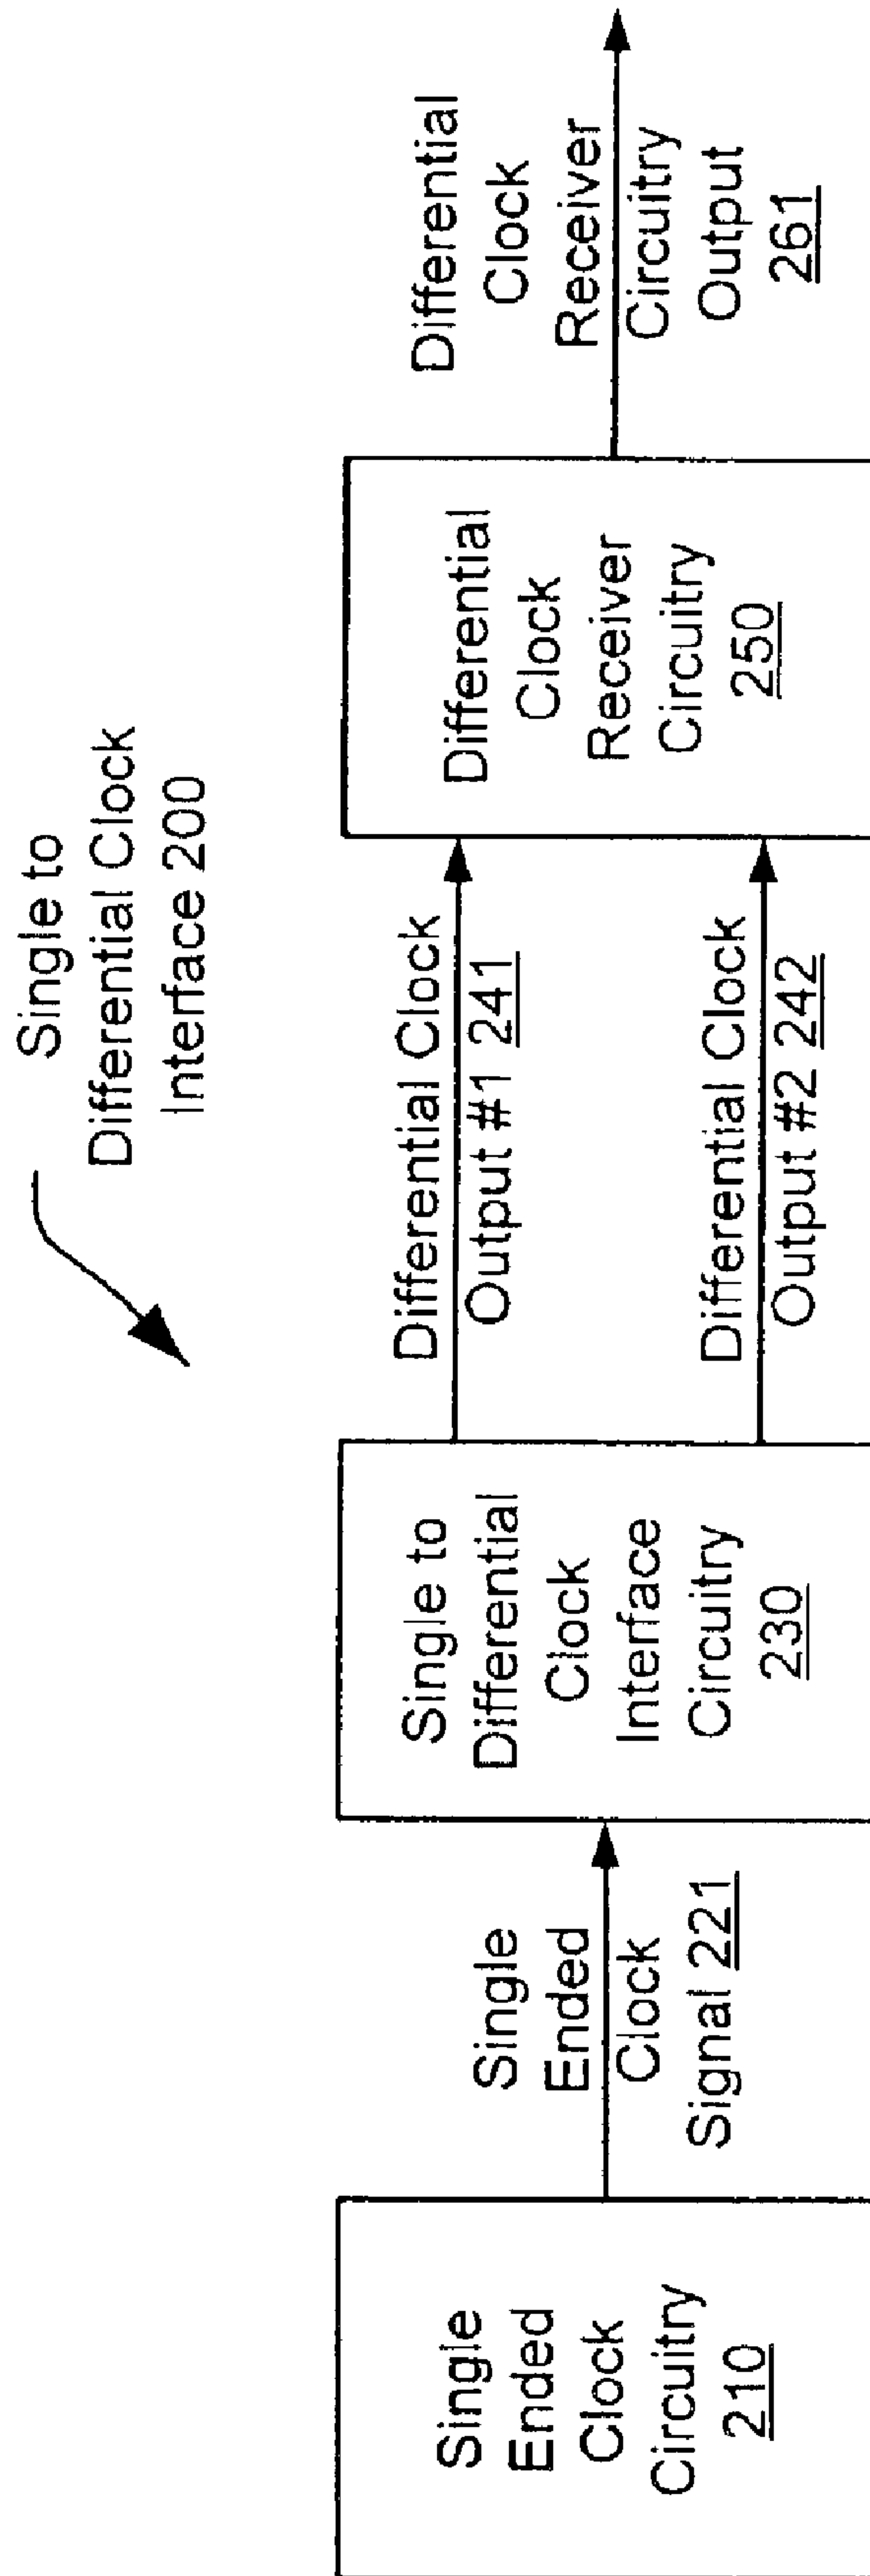 Single to
Differential Clock
Interface 200
Single
Ended
Clock
Circuitry
210
Single
Ended
Clock
Signal 221
Single to
Differential
Clock
Interface
Circuitry
230
Differential Clock
Output #1 241
Differential Clock
Output #2 242
Differential
Clock
Receiver
Circuitry
250
Differential
Clock
Receiver
Circuitry
Output
261